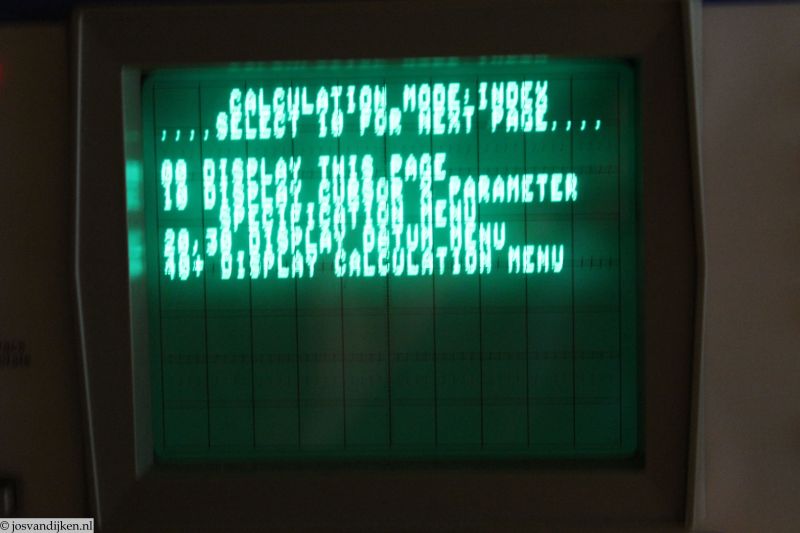 CALCULATION MODE INDEX
,,,,SELECT 10 FOR NEXT PAGE,,,,
00 DISPLAY THIS PAGE
10 DISPLAY CURSOR & PARAMETER
SPECIFICATION MENU
20,30 DISPLAY DATUM MENU
40+ DISPLAY CALCULATION MENU
© josvandijken.nl